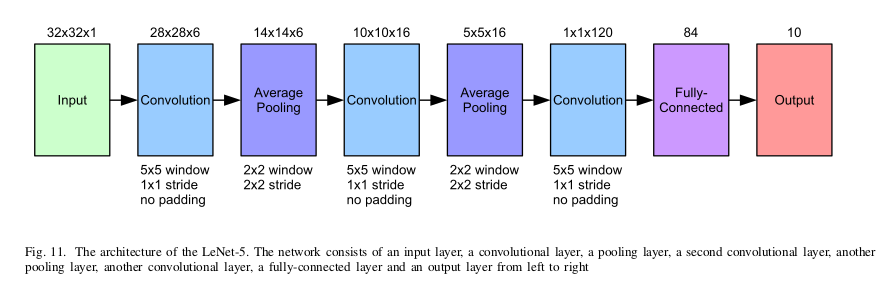 32x32x1
28x28x6
14x14x6
10x10x16
5x5x16
1x1x120
84
10
Input
Convolution
Average
Pooling
Convolution
Average
Pooling
Convolution
Fully-
Connected
Output
5x5 window
1x1 stride
no padding
2x2 window
2x2 stride
5x5 window
1x1 stride
no padding
2x2 window
2x2 stride
5x5 window
1x1 stride
no padding
Fig. 11. The architecture of the LeNet-5. The network consists of an input layer, a convolutional layer, a pooling layer, a second convolutional layer, another
pooling layer, another convolutional layer, a fully-connected layer and an output layer from left to right